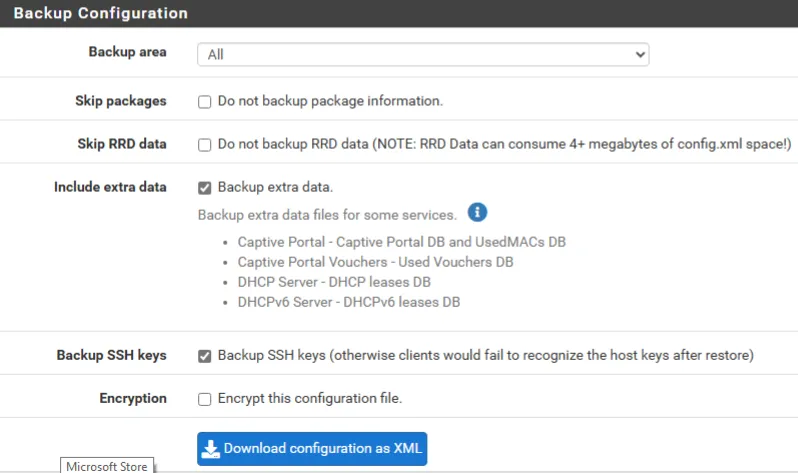 Backup Configuration
Backup area All
Skip packages Do not backup package information.
Skip RRD data Do not backup RRD data (NOTE: RRD Data can consume 4+ megabytes of config.xml space!)
Include extra data Backup extra data.
Backup extra data files for some services.
Captive Portal - Captive Portal DB and UsedMACs DB
Captive Portal Vouchers - Used Vouchers DB
DHCP Server - DHCP leases DB
DHCPv6 Server - DHCPv6 leases DB
Backup SSH keys Backup SSH keys (otherwise clients would fail to recognize the host keys after restore)
Encryption Encrypt this configuration file.
Download configuration as XML
Microsoft Store